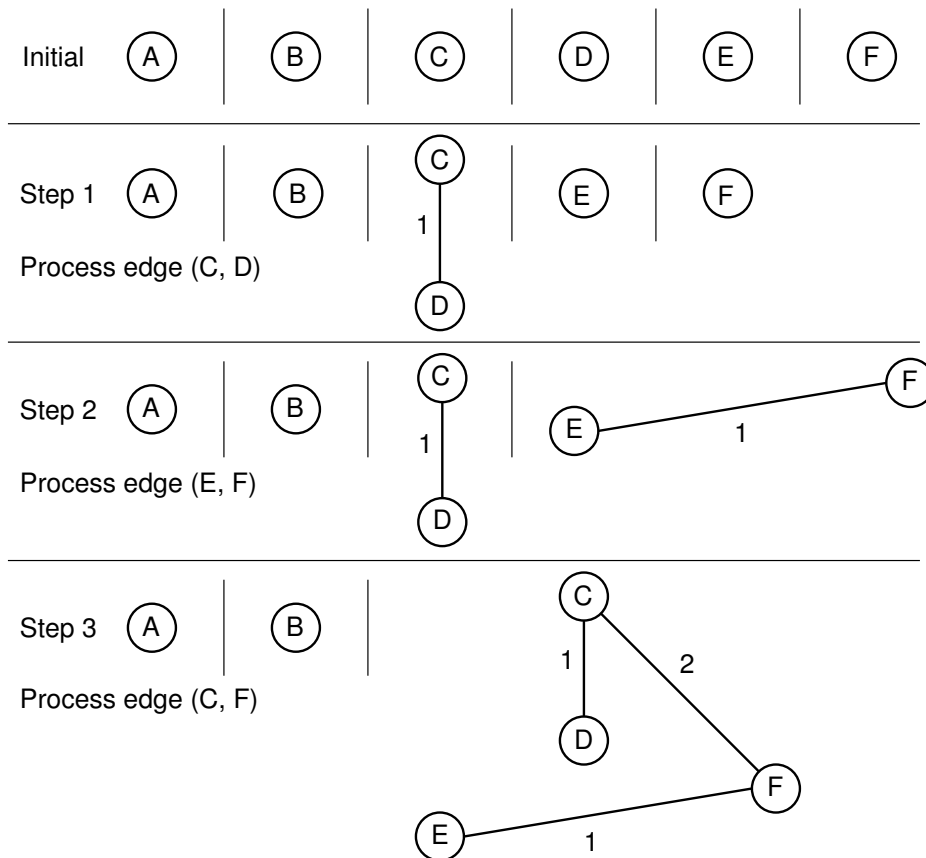 Initial A B C D E F
C
Step 1 A B E F
1
Process edge (C, D)
D
C F
Step 2 A B
E
1 1
Process edge (E, F)
D
C
Step 3 A B
1 2
Process edge (C, F)
D
F
E
1